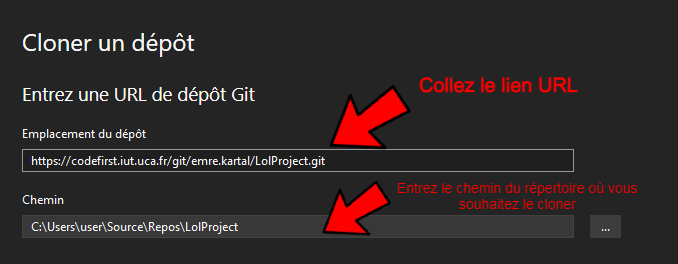 Cloner un dépôt
Entrez une URL de dépôt Git
Collez le lien URL
Emplacement du dépôt
https://codefirst.iut.uca.fr/git/emre.kartal/LolProject.git
Entrez le chemin du répertoire où vous
souhaitez le cloner
Chemin
C:\Users\user\Source\Repos\LolProject
...